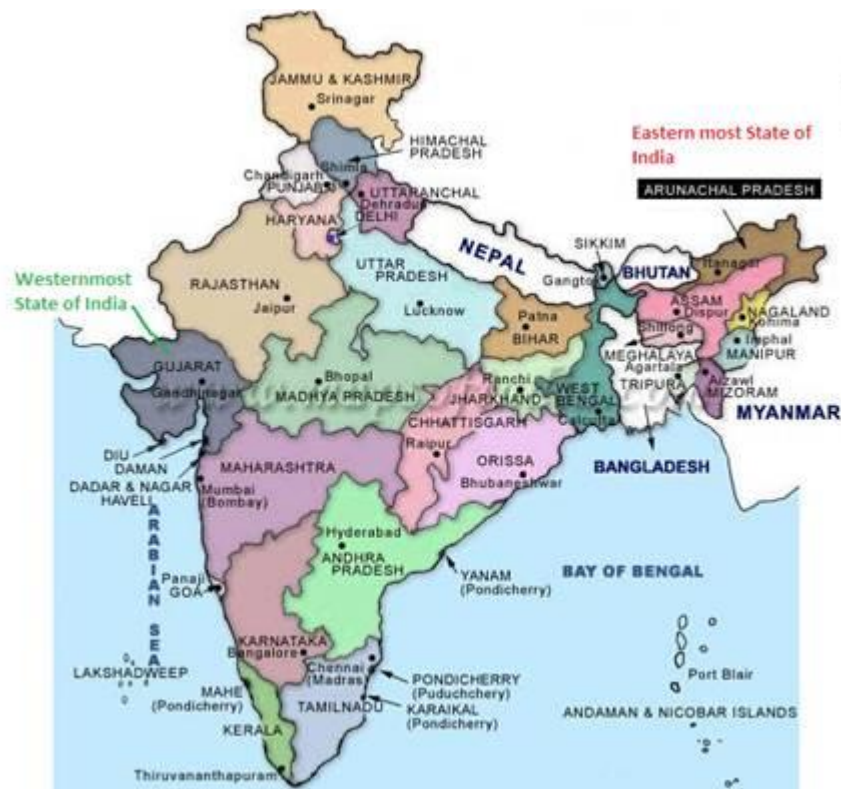 JAMMU & KASHMIR
Srinagar
Eastern most State of
India
ARUNACHAL PRADESH
HIMACHAL
PRADESH
Shimla
Chandigarh
PUNJAB
UTTARANCHAL
Dehradun
HARYANA
DELHI
NEPAL
SIKKIM
BHUTAN
Itanagar
Gangtok
Westernmost
State of India
RAJASTHAN
Jaipur
UTTAR
PRADESH
Lucknow
Patna
BIHAR
ASSAM
Dispur
NAGALAND
Kohima
Shillong
MEGHALAYA
Imphal
MANIPUR
Agartala
TRIPURA
Aizawl
MIZORAM
GUJARAT
Gandhinagar
Bhopal
MADHYA PRADESH
Ranchi
JHARKHAND
WEST
BENGAL
Calcutta
MYANMAR
CHHATTISGARH
Raipur
ORISSA
Bhubaneshwar
BANGLADESH
DIU
DAMAN
DADAR & NAGAR
HAVELI
MAHARASHTRA
Mumbai
(Bombay)
ARABIAN SEA
Hyderabad
ANDHRA
PRADESH
YANAM
(Pondicherry)
BAY OF BENGAL
Panaji
GOA
KARNATAKA
Bangalore
Chennai
(Madras)
PONDICHERRY
(Puduchchery)
KARAIKAL
(Pondicherry)
LAKSHADWEEP
MAHE
(Pondicherry)
TAMILNADU
KERALA
Thiruvananthapuram
Port Blair
ANDAMAN & NICOBAR ISLANDS